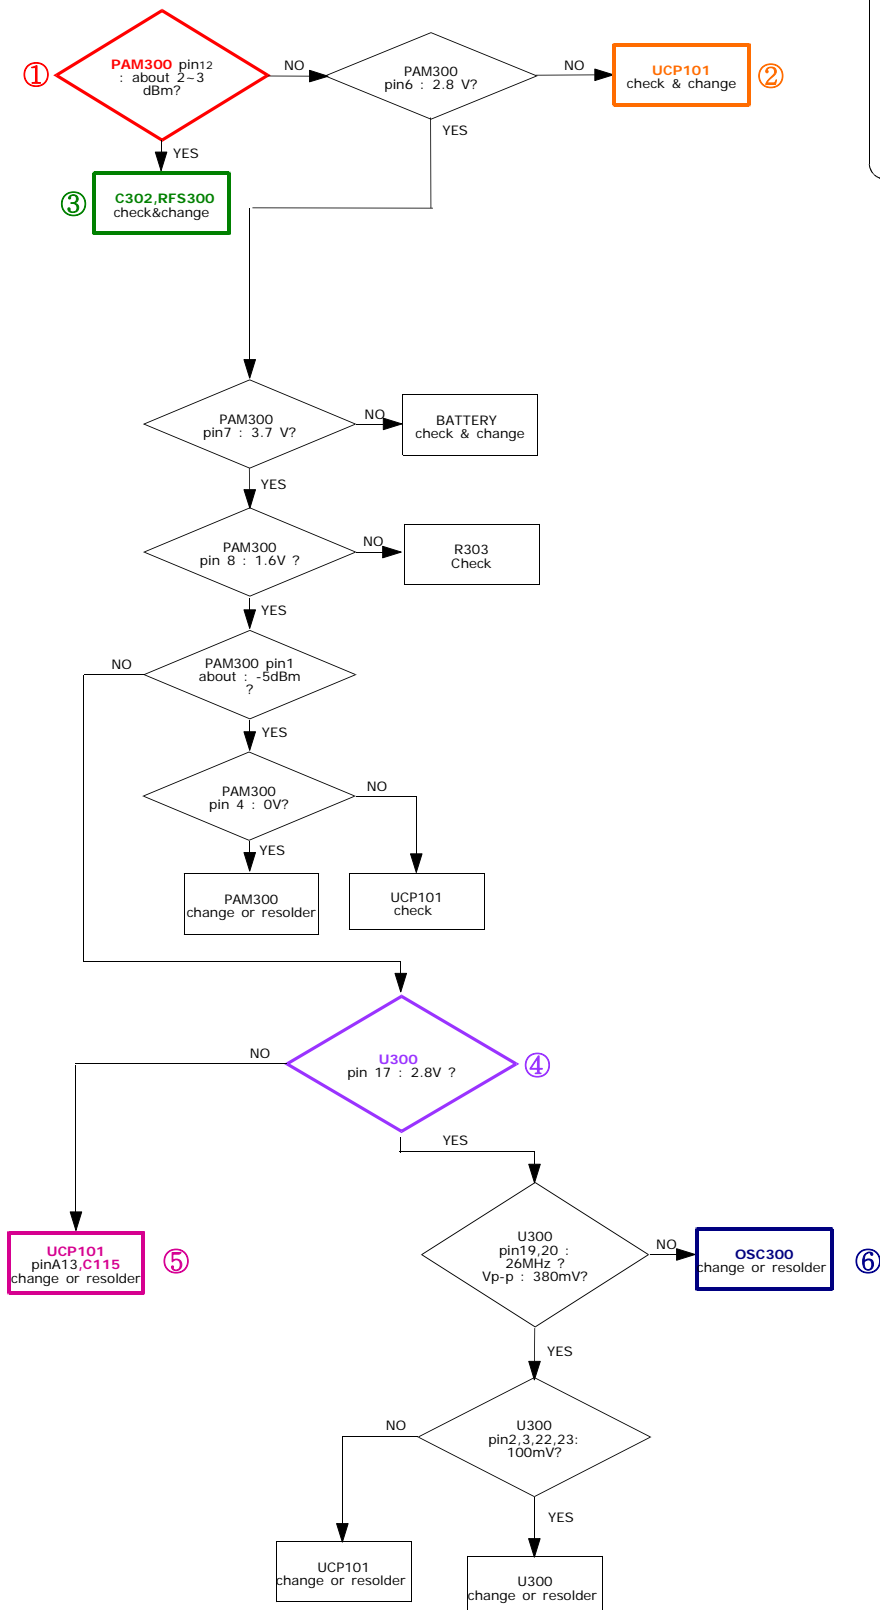 ①
PAM300 pin12
: about 2~3
dBm?
NO
PAM300
pin6 : 2.8 V?
NO
UCP101
check & change
②
YES
YES
③
C302,RFS300
check&change
PAM300
pin7 : 3.7 V?
NO
BATTERY
check & change
YES
PAM300
pin 8 : 1.6V ?
NO
R303
Check
YES
NO
PAM300 pin1
about : -5dBm
?
YES
PAM300
pin 4 : 0V?
NO
YES
PAM300
change or resolder
UCP101
check
NO
U300
pin 17 : 2.8V ?
④
YES
UCP101
pinA13,C115
change or resolder
⑤
U300
pin19,20 :
26MHz ?
Vp-p : 380mV?
NO
OSC300
change or resolder
⑥
YES
NO
U300
pin2,3,22,23:
100mV?
YES
UCP101
change or resolder
U300
change or resolder